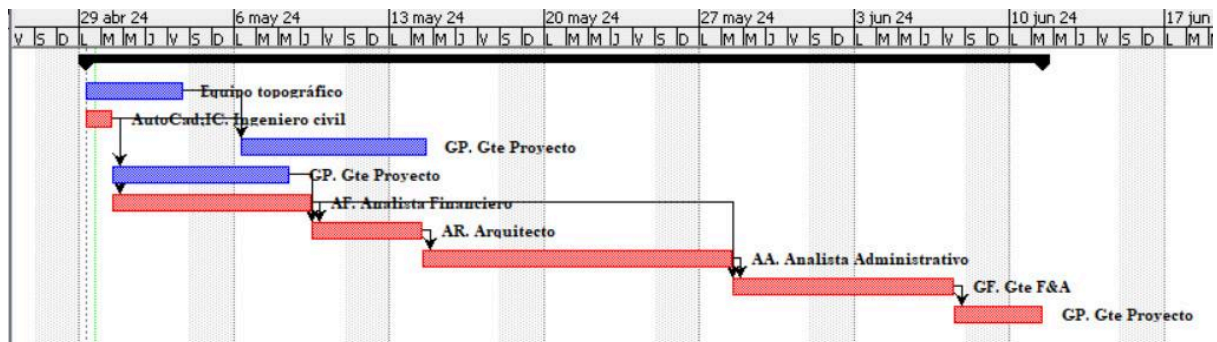 29 abr 24 6 may 24 13 may 24 20 may 24 27 may 24 3 jun 24 10 jun 24 17 jun
V S D L M M J V S D L M M J V S D L M M J V S D L M M J V S D L M M J V S D L M M J V S D L M M J V S D L M
Equipo topográfico
AutoCad;IC. Ingeniero civil
GP. Gte Proyecto
GP. Gte Proyecto
AF. Analista Financiero
AR. Arquitecto
AA. Analista Administrativo
GF. Gte F&A
GP. Gte Proyecto